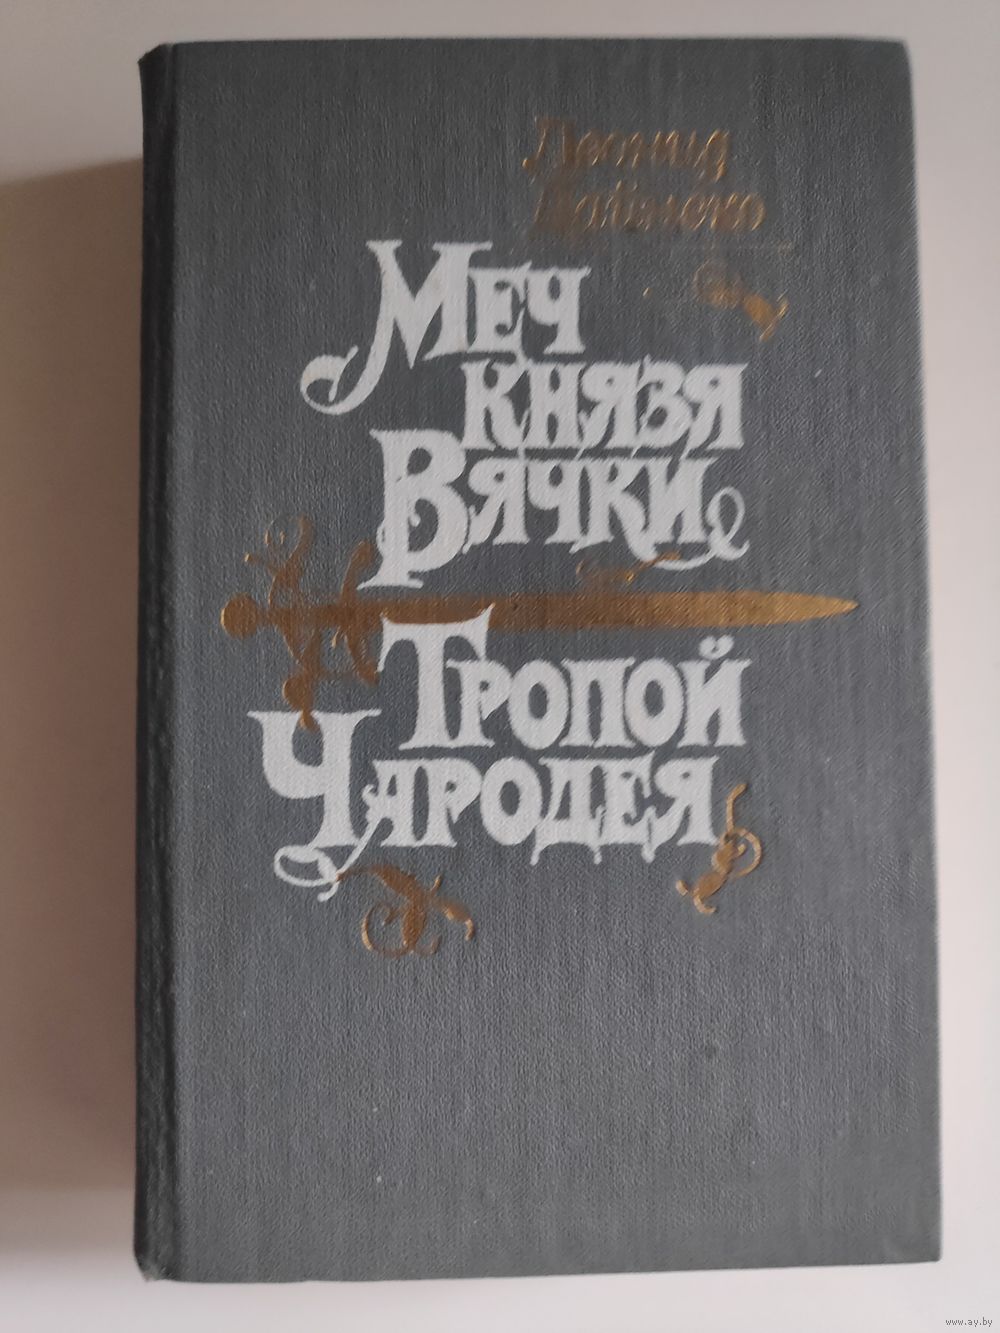 Леонид
Дайнеко
Меч
князя
Вячки
Тропой
Чародея
www.ay.by